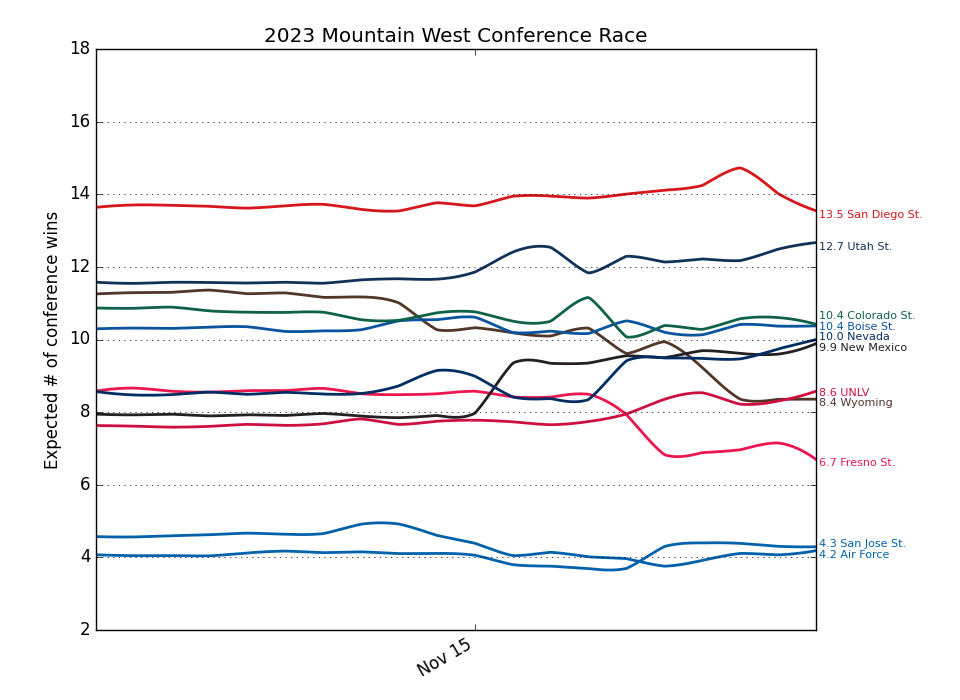 2023 Mountain West Conference Race
18
16
14
12
10
8
6
4
2
Expected # of conference wins
Nov 15
13.5 San Diego St.
12.7 Utah St.
10.4 Colorado St.
10.4 Boise St.
10.0 Nevada
9.9 New Mexico
8.6 UNLV
8.4 Wyoming
6.7 Fresno St.
4.3 San Jose St.
4.2 Air Force